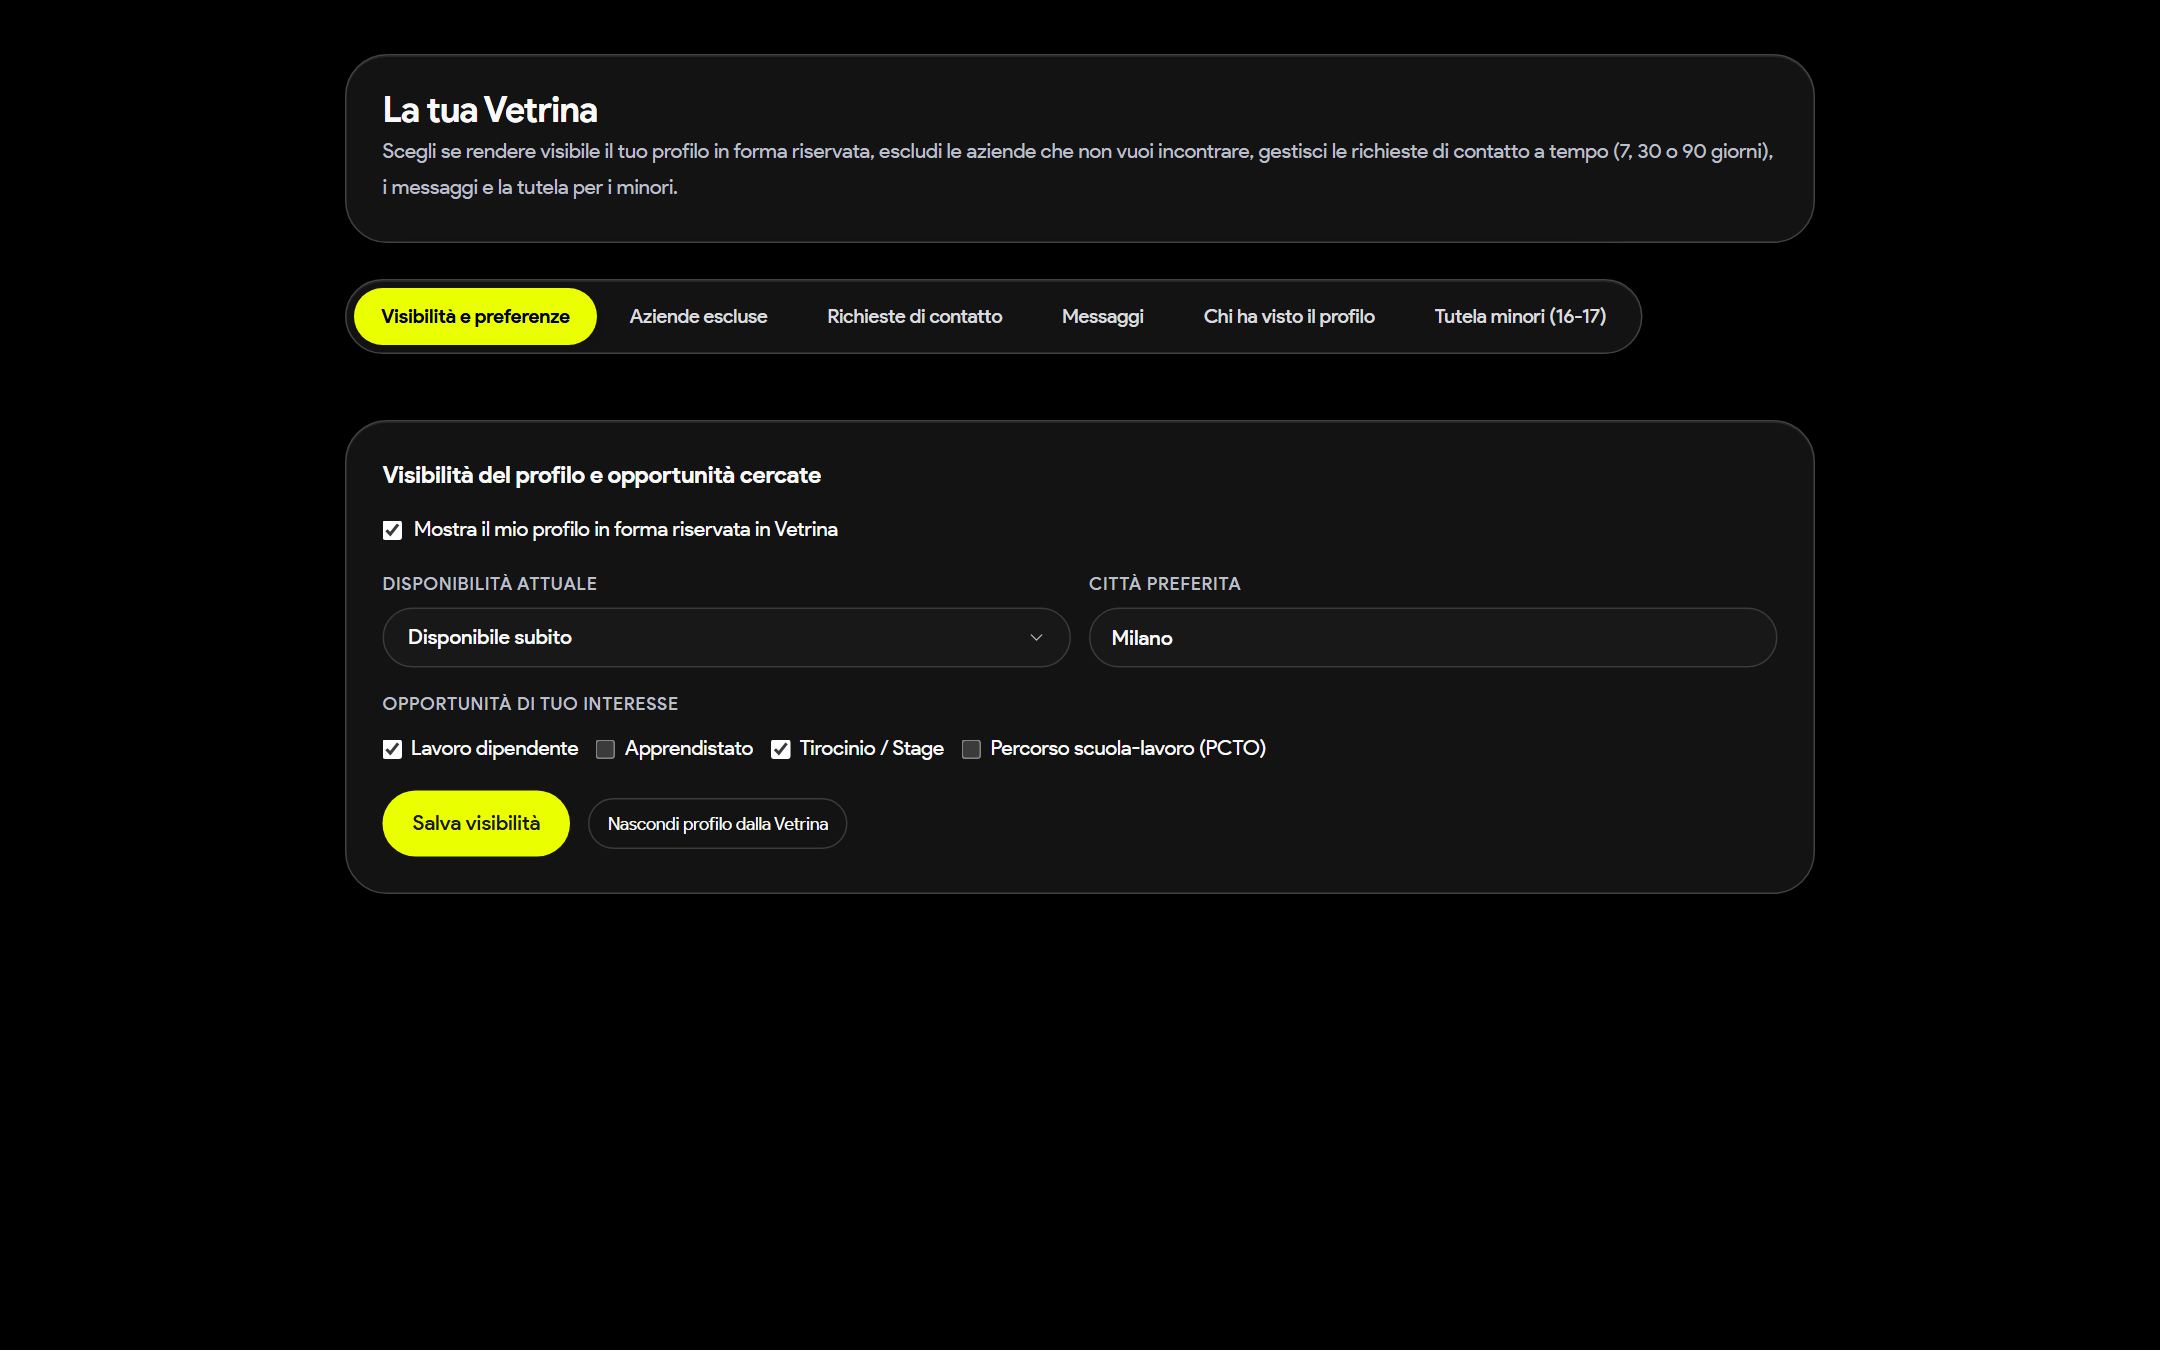 La tua Vetrina
Scegli se rendere visibile il tuo profilo in forma riservata, escludi le aziende che non vuoi incontrare, gestisci le richieste di contatto a tempo (7, 30 o 90 giorni),
i messaggi e la tutela per i minori.
Visibilità e preferenze Aziende escluse Richieste di contatto Messaggi Chi ha visto il profilo Tutela minori (16-17)
Visibilità del profilo e opportunità cercate
Mostra il mio profilo in forma riservata in Vetrina
DISPONIBILITÀ ATTUALE CITTÀ PREFERITA
Disponibile subito Milano
OPPORTUNITÀ DI TUO INTERESSE
Lavoro dipendente Apprendistato Tirocinio / Stage Percorso scuola-lavoro (PCTO)
Salva visibilità Nascondi profilo dalla Vetrina